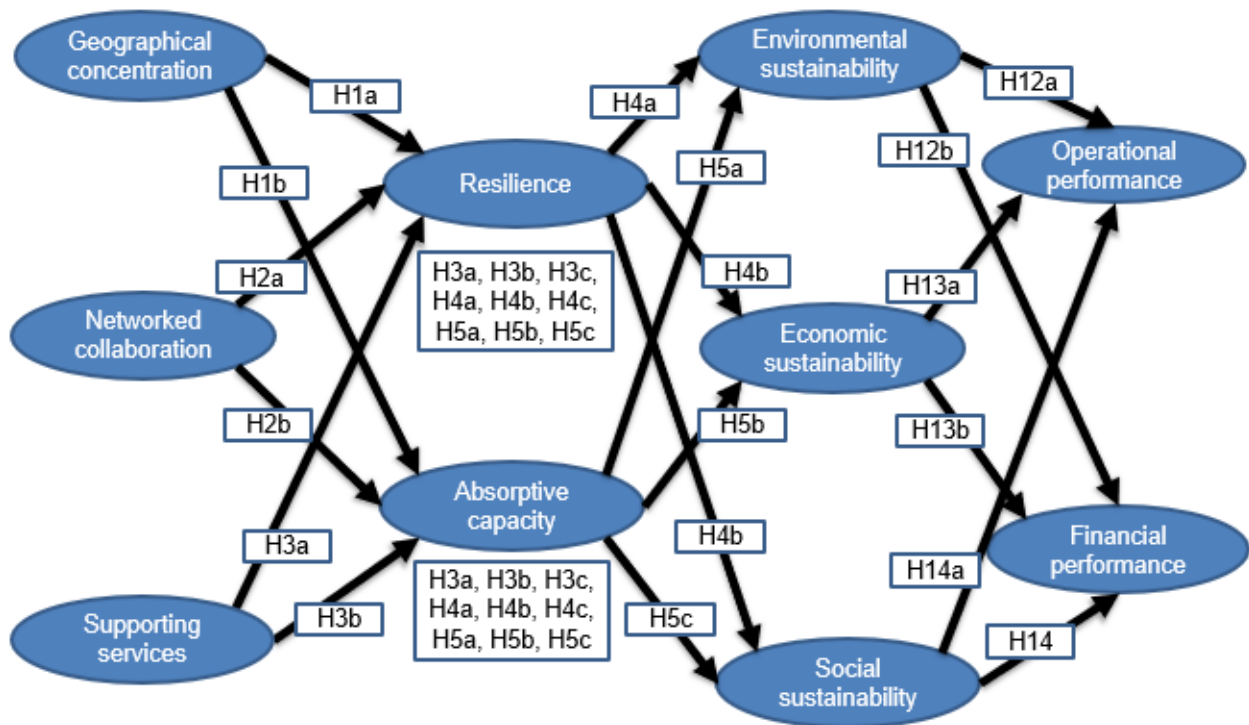 Geographical
concentration
Environmental
sustainability
H1a
H4a
H12a
H1b
Resilience
H5a
H12b
Operational
performance
H2a
H3a, H3b, H3c,
H4a, H4b, H4c,
H5a, H5b, H5c
H4b
H13a
Networked
collaboration
Economic
sustainability
H2b
H5b
H13b
Absorptive
capacity
H3a
H4b
Financial
performance
H3b
H3a, H3b, H3c,
H4a, H4b, H4c,
H5a, H5b, H5c
H5c
H14a
H14
Supporting
services
Social
sustainability